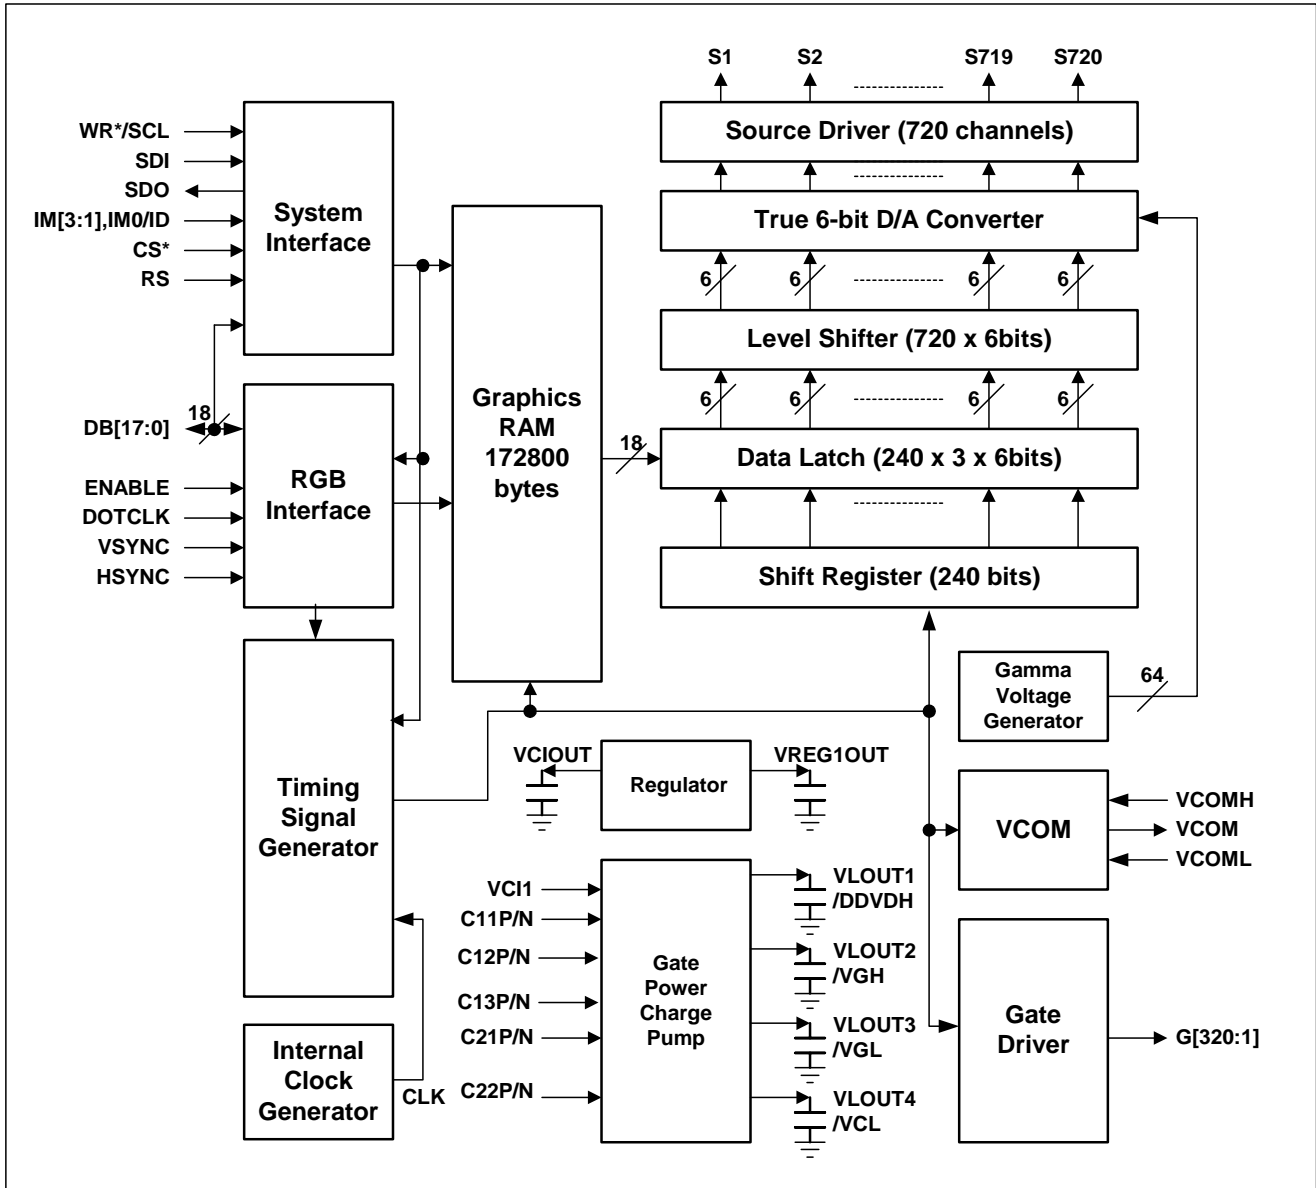 S1
S2
S719
S720
Source Driver (720 channels)
True 6-bit D/A Converter
6
6
6
6
Level Shifter (720 x 6bits)
6
6
6
6
Data Latch (240 x 3 x 6bits)
Shift Register (240 bits)
WR*/SCL
SDI
SDO
IM[3:1],IM0/ID
CS*
RS
System
Interface
DB[17:0]
18
ENABLE
DOTCLK
VSYNC
HSYNC
RGB
Interface
Graphics
RAM
172800
bytes
18
Timing
Signal
Generator
Internal
Clock
Generator
CLK
VCIOUT
Regulator
VREG1OUT
Gamma
Voltage
Generator
64
VCOM
VCOMH
VCOM
VCOML
VCI1
C11P/N
C12P/N
C13P/N
C21P/N
C22P/N
Gate
Power
Charge
Pump
VLOUT1
/DDVDH
VLOUT2
/VGH
VLOUT3
/VGL
VLOUT4
/VCL
Gate
Driver
G[320:1]